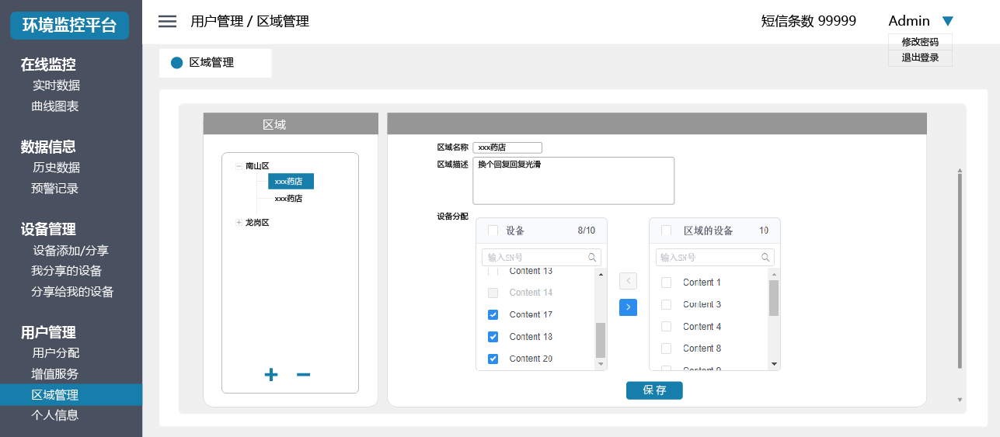 环境监控平台
在线监控
实时数据
曲线图表
数据信息
历史数据
预警记录
设备管理
设备添加/分享
我分享的设备
分享给我的设备
用户管理
用户分配
增值服务
区域管理
个人信息
用户管理 / 区域管理
短信条数 99999
Admin
修改密码
退出登录
区域管理
区域
南山区
xxx药店
xxx药店
龙岗区
区域名称 xxx药店
区域描述 换个回复回复光滑
设备分配
设备 8/10
输入SN号
Content 13
Content 14
Content 17
Content 18
Content 20
区域的设备 10
输入SN号
Content 1
Content 3
Content 4
Content 8
Content 9
保 存